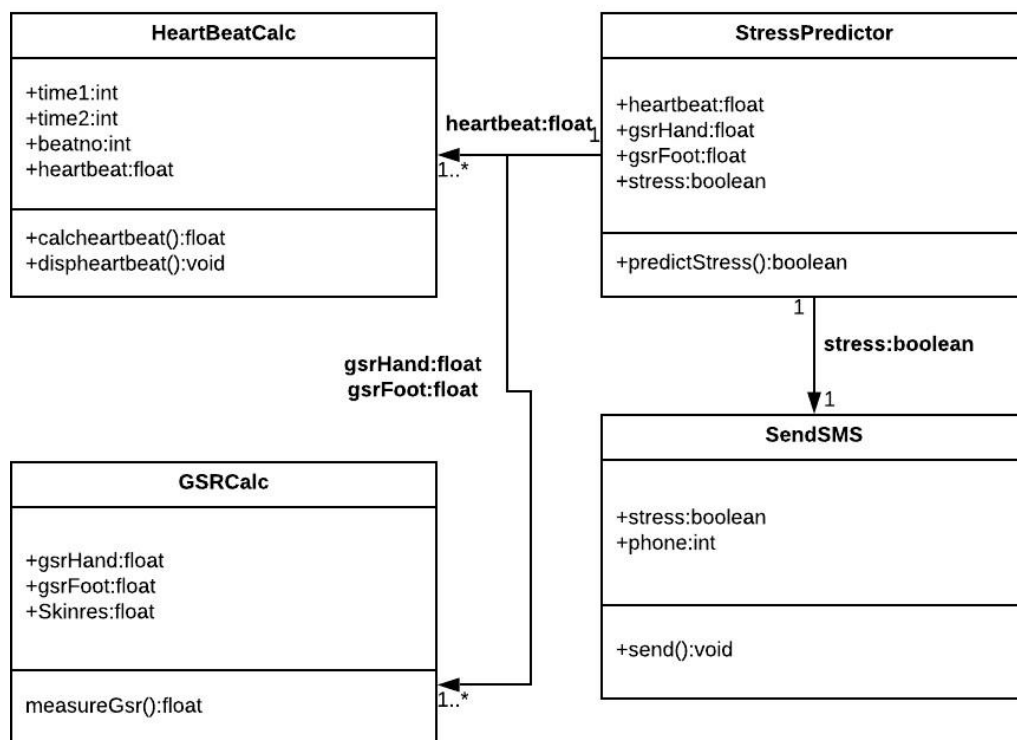 HeartBeatCalc
+time1:int
+time2:int
+beatno:int
+heartbeat:float
+calcheartbeat():float
+dispheartbeat():void
heartbeat:float
1
1..*
StressPredictor
+heartbeat:float
+gsrHand:float
+gsrFoot:float
+stress:boolean
+predictStress():boolean
1
stress:boolean
1
gsrHand:float
gsrFoot:float
GSRCalc
+gsrHand:float
+gsrFoot:float
+Skinres:float
measureGsr():float
1..*
SendSMS
+stress:boolean
+phone:int
+send():void